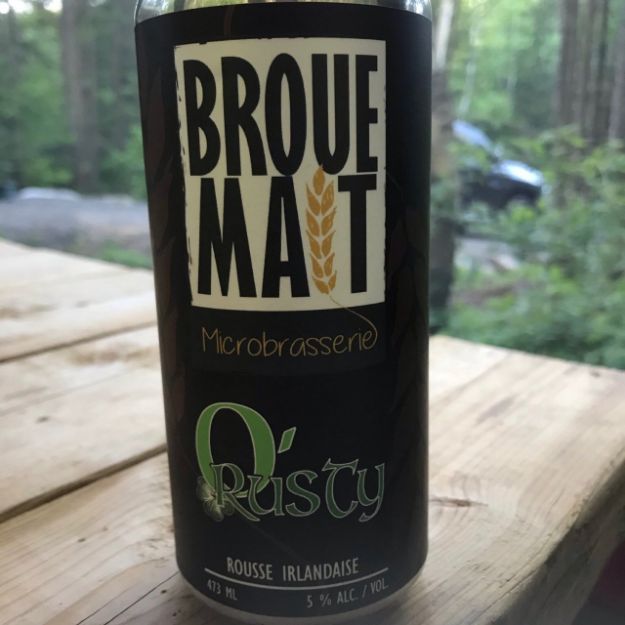 BROUE
MALT
Microbrasserie
O'Rusty
ROUSSE IRLANDAISE
473 ML 5 % ALC. / VOL.